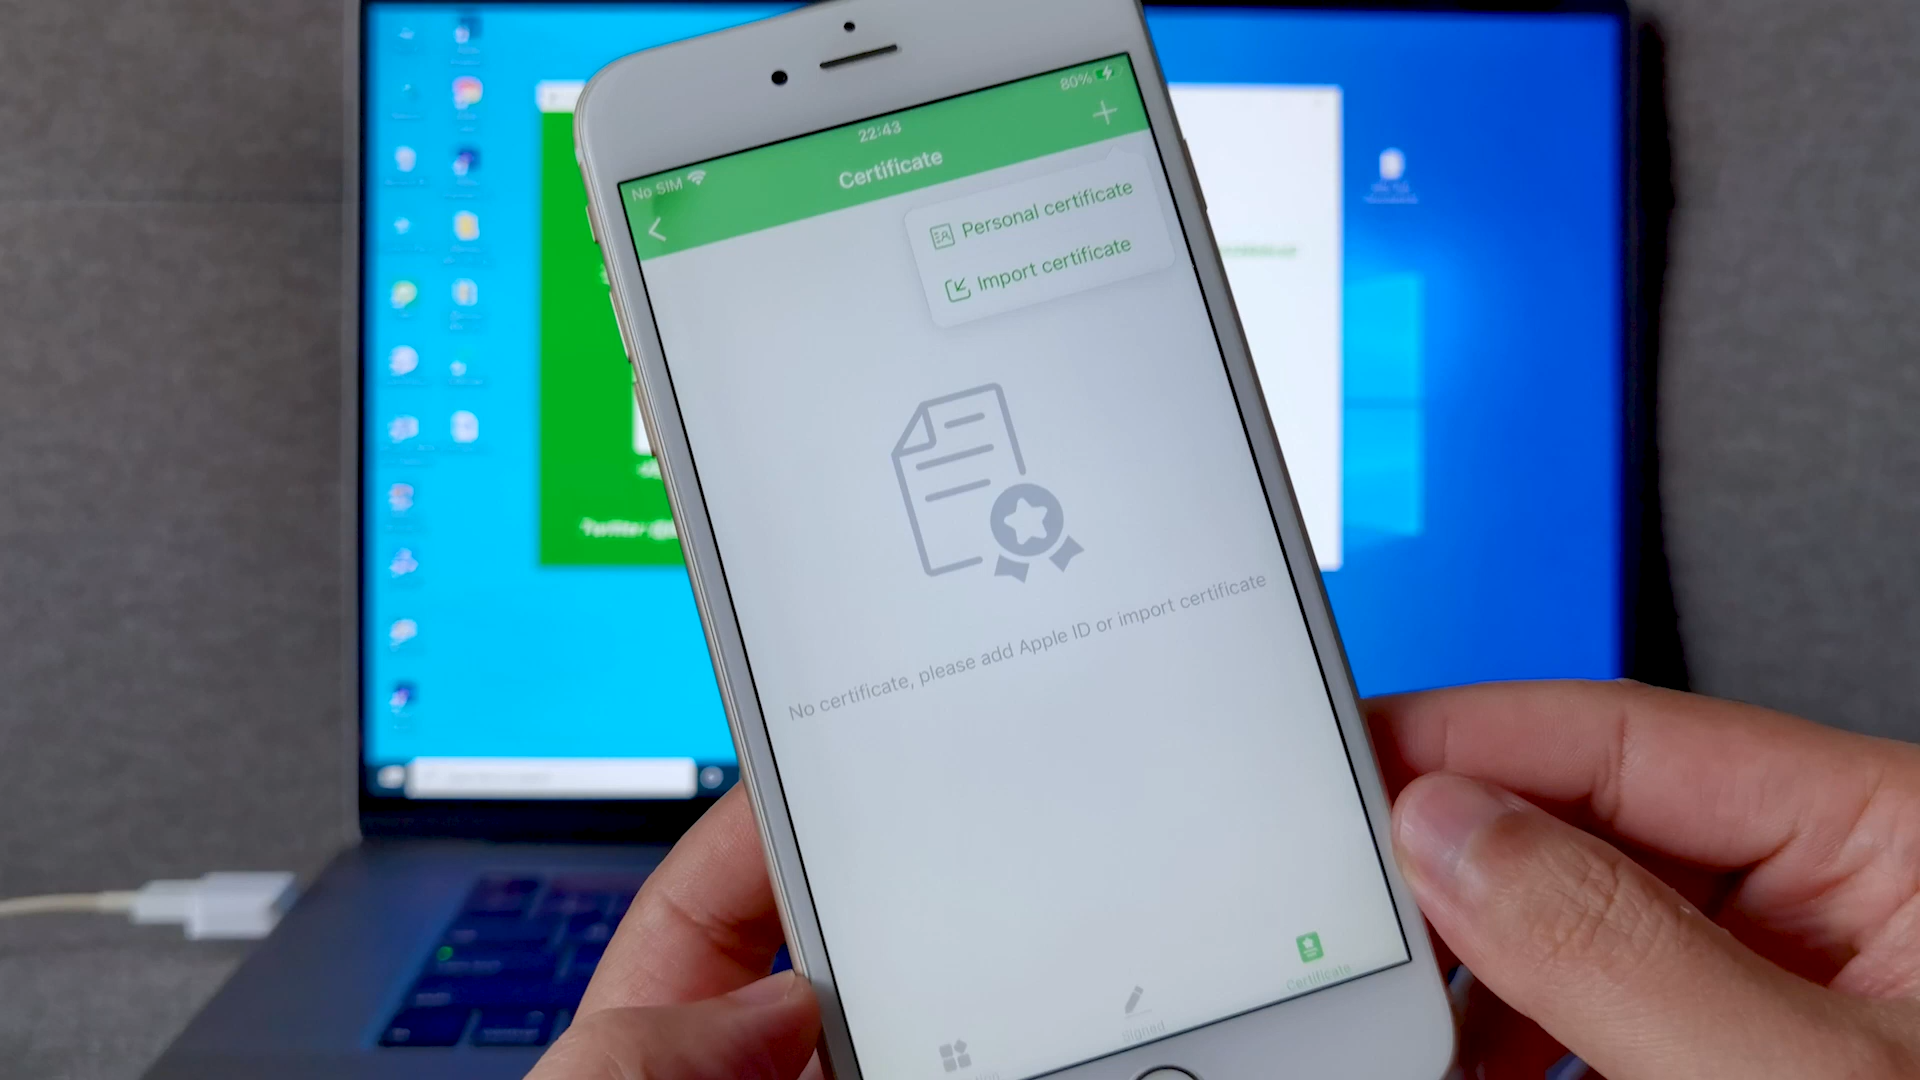 80%
22:43
No SIM
Certificate
Personal certificate
Import certificate
No certificate, please add Apple ID or import certificate
Certificate
Signed
Twitter